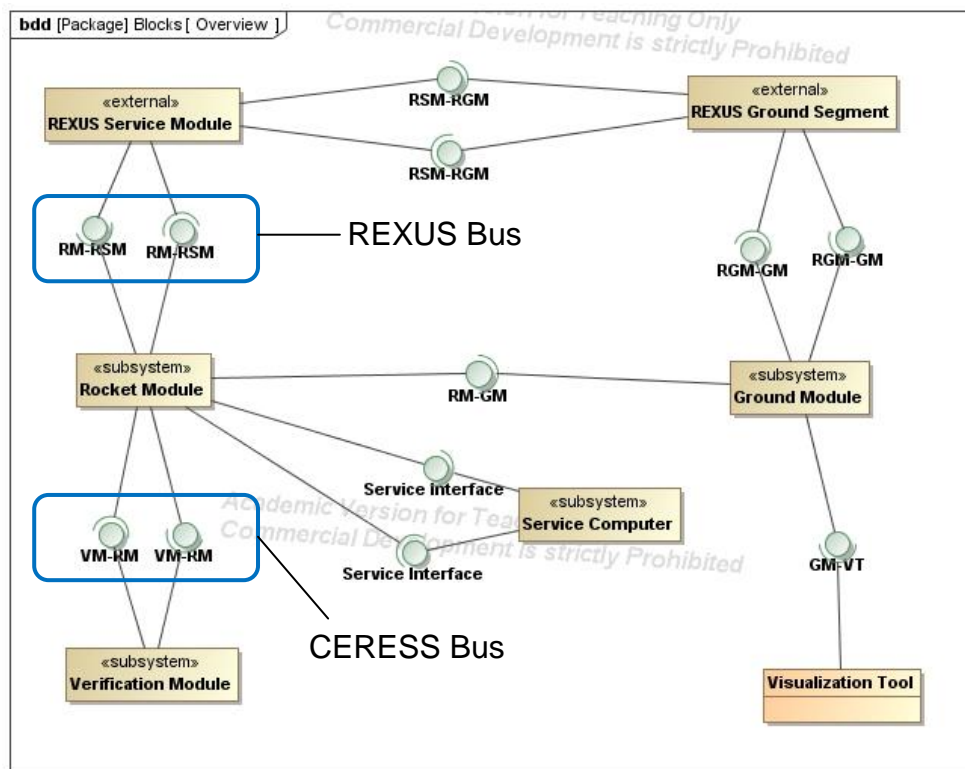 bdd [Package] Blocks [ Overview ]
Version for Teaching Only
Commercial Development is strictly Prohibited
«external»
REXUS Service Module
RSM-RGM
«external»
REXUS Ground Segment
RSM-RGM
RM-RSM
RM-RSM
REXUS Bus
RGM-GM
RGM-GM
«subsystem»
Rocket Module
RM-GM
«subsystem»
Ground Module
Service Interface
Academic Version for Tea
Commercial Development is strictly Prohibited
«subsystem»
Service Computer
VM-RM
VM-RM
Service Interface
GM-VT
CERESS Bus
«subsystem»
Verification Module
Visualization Tool